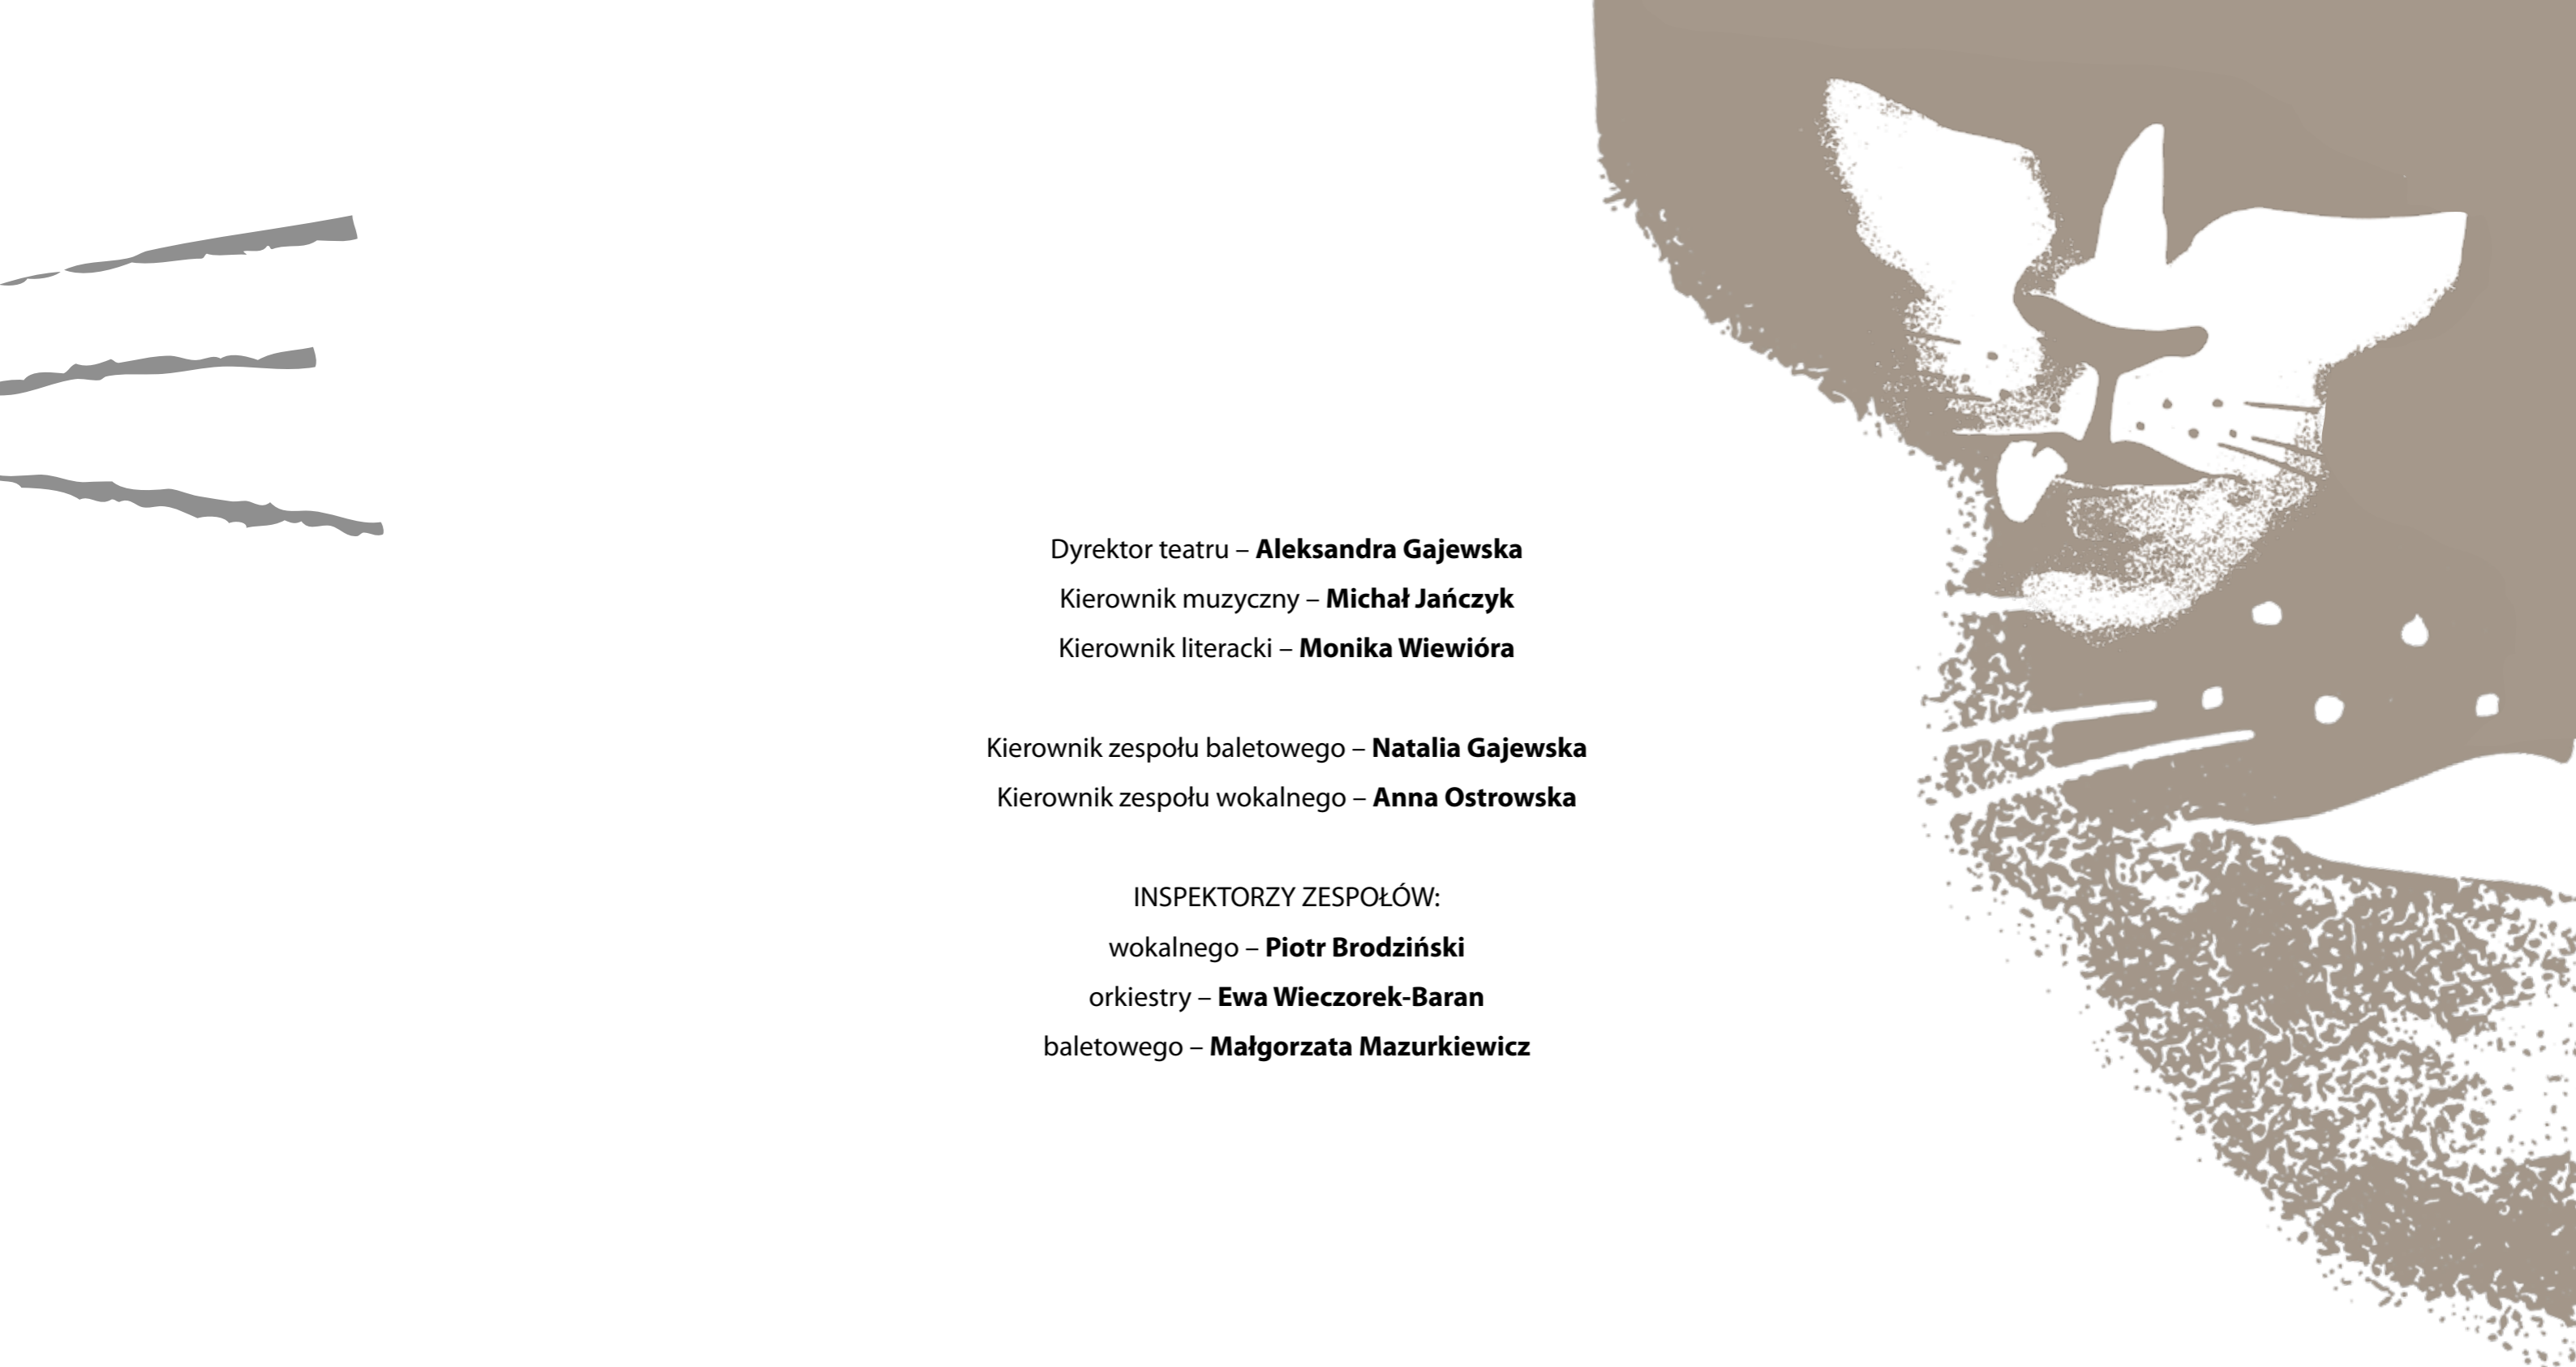 Dyrektor teatru – Aleksandra Gajewska
Kierownik muzyczny – Michał Jańczyk
Kierownik literacki – Monika Wiewióra
Kierownik zespołu baletowego – Natalia Gajewska
Kierownik zespołu wokalnego – Anna Ostrowska
INSPEKTORZY ZESPOŁÓW:
wokalnego – Piotr Brodziński
orkiestry – Ewa Wieczorek-Baran
baletowego – Małgorzata Mazurkiewicz